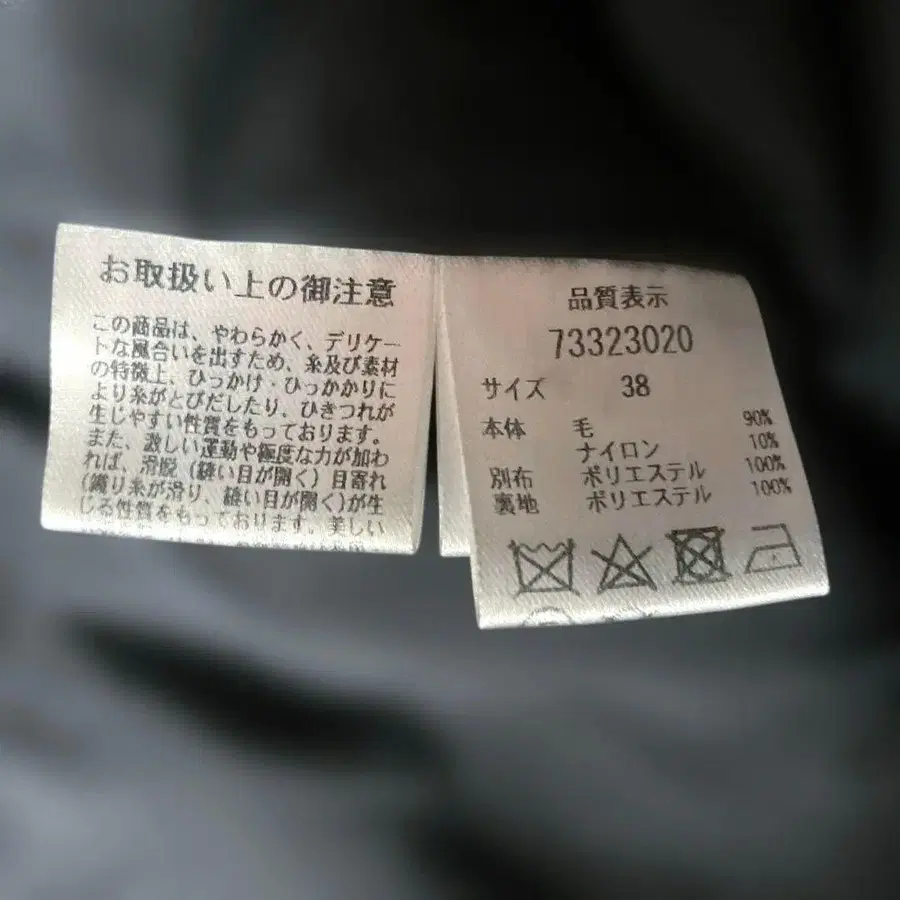 お取扱い上の御注意
この商品は、やわらかく、デリケー
トな風合いを出すため、糸及び素材
の特徴上、ひっかけ・ひっかかりに
より糸がとびだしたり、ひきつれが
生じやすい性質をもっております。
また、激しい運動や極度な力が加わ
れば、滑脱(縫い目が開く)目寄れ
(織り糸が滑り、縫い目が開く)が生
じる性質をもっております。美しい
品質表示
73323020
サイズ 38
本体 毛 90%
ナイロン 10%
別布 ポリエステル 100%
裏地 ポリエステル 100%